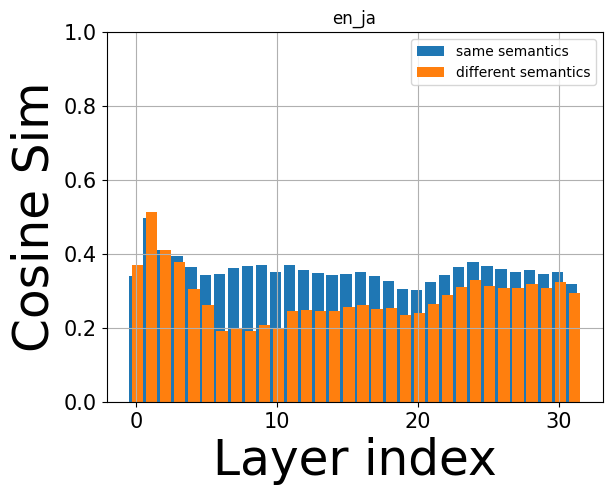 en_ja
same semantics
different semantics
Cosine Sim
1.0
0.8
0.6
0.4
0.2
0.0
0 10 20 30
Layer index